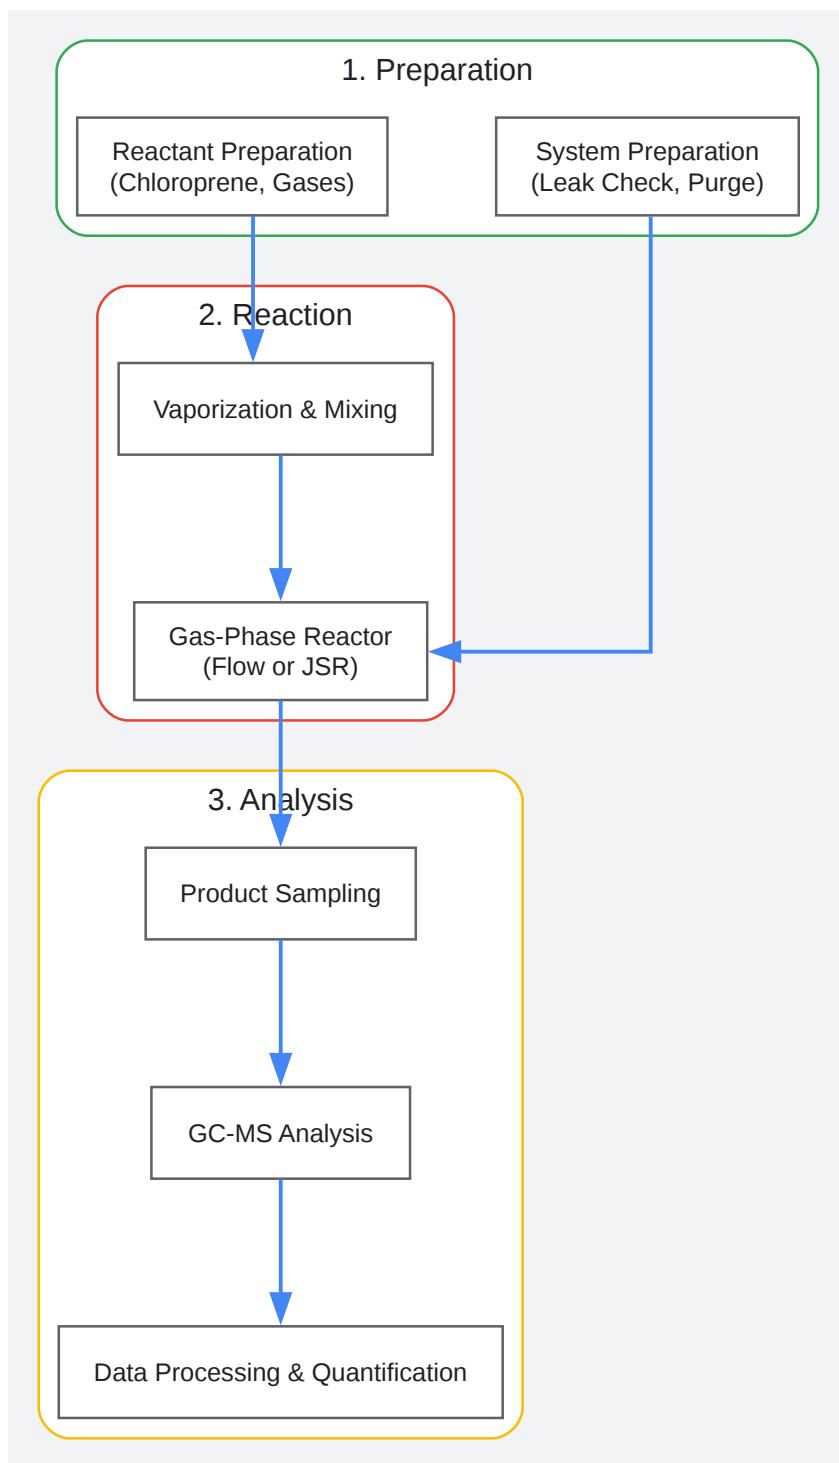 1. Preparation
Reactant Preparation
(Chloroprene, Gases)
System Preparation
(Leak Check, Purge)
2. Reaction
Vaporization & Mixing
Gas-Phase Reactor
(Flow or JSR)
3. Analysis
Product Sampling
GC-MS Analysis
Data Processing & Quantification